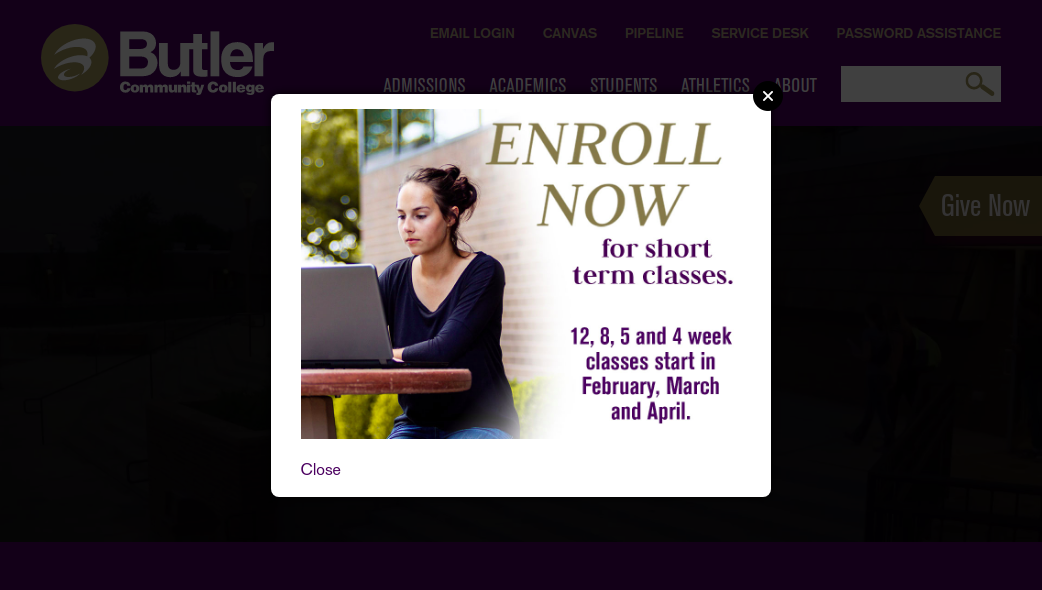 Butler
Community College
EMAIL LOGIN CANVAS PIPELINE SERVICE DESK PASSWORD ASSISTANCE
ADMISSIONS ACADEMICS STUDENTS ATHLETICS ABOUT
Give Now
ENROLL
NOW
for short
term classes.
12, 8, 5 and 4 week
classes start in
February, March
and April.
Close